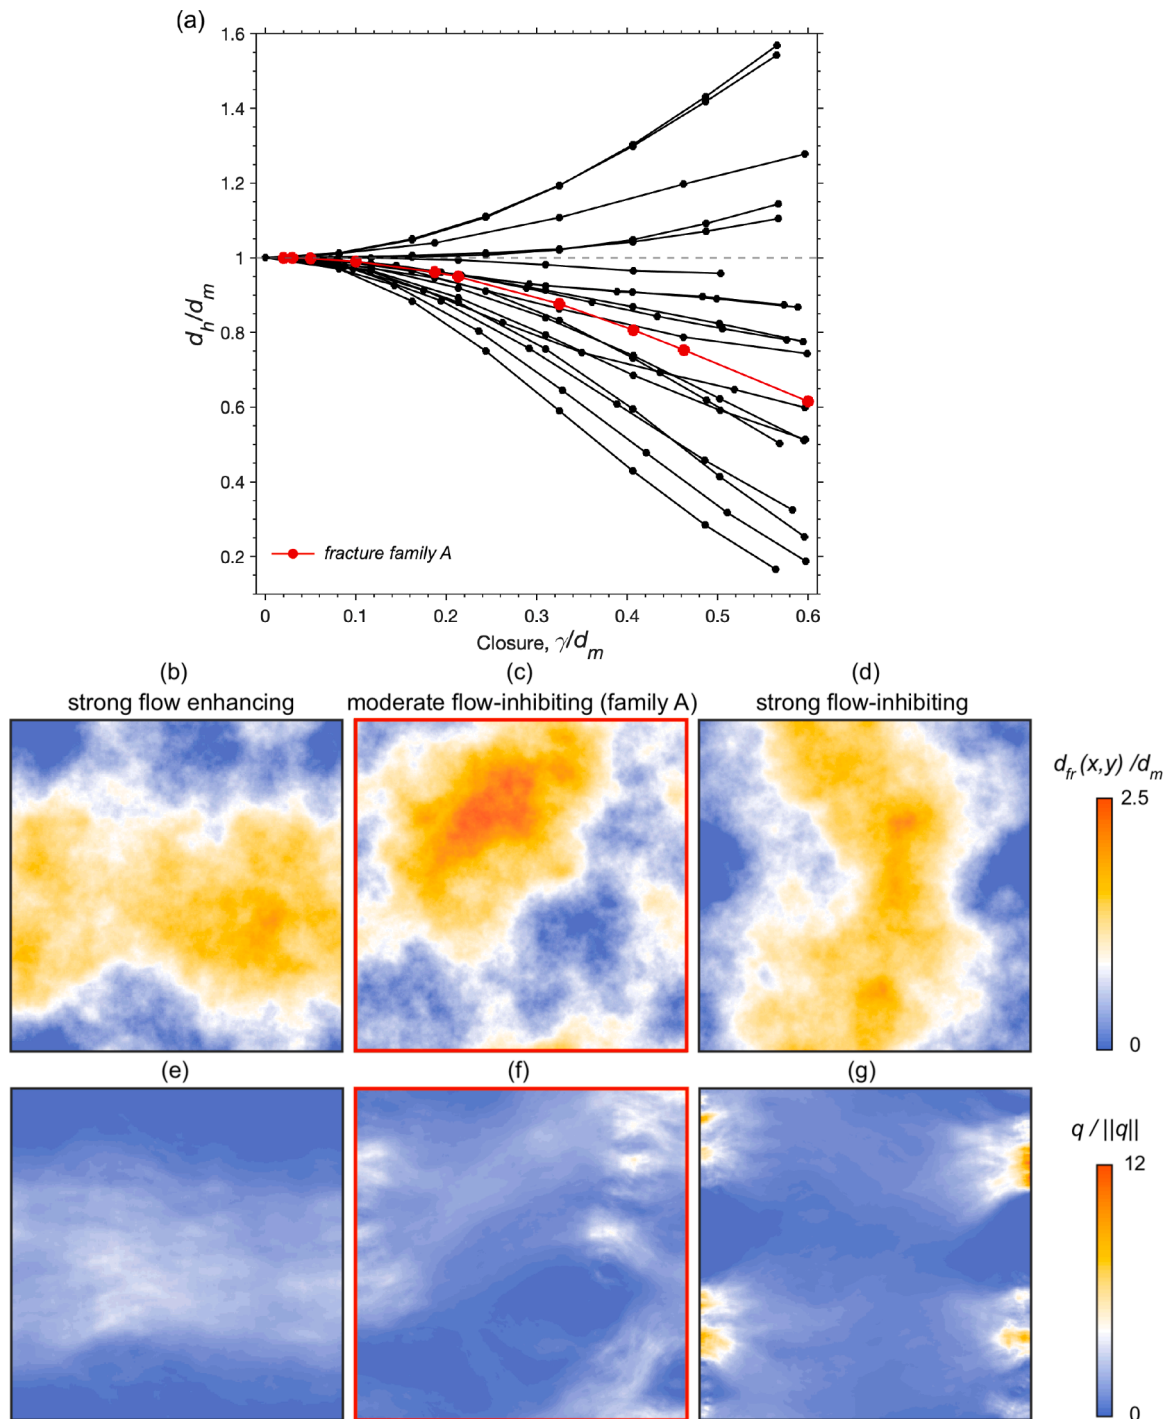 (a)
1.6
1.4
1.2
1
0.8
0.6
0.4
0.2
d_h/d_m
fracture family A
0 0.1 0.2 0.3 0.4 0.5 0.6
Closure, γ/d_m
(b) (c) (d)
strong flow enhancing moderate flow-inhibiting (family A) strong flow-inhibiting
d_fr(x,y)/d_m
2.5
0
(e) (f) (g)
q/||q||
12
0